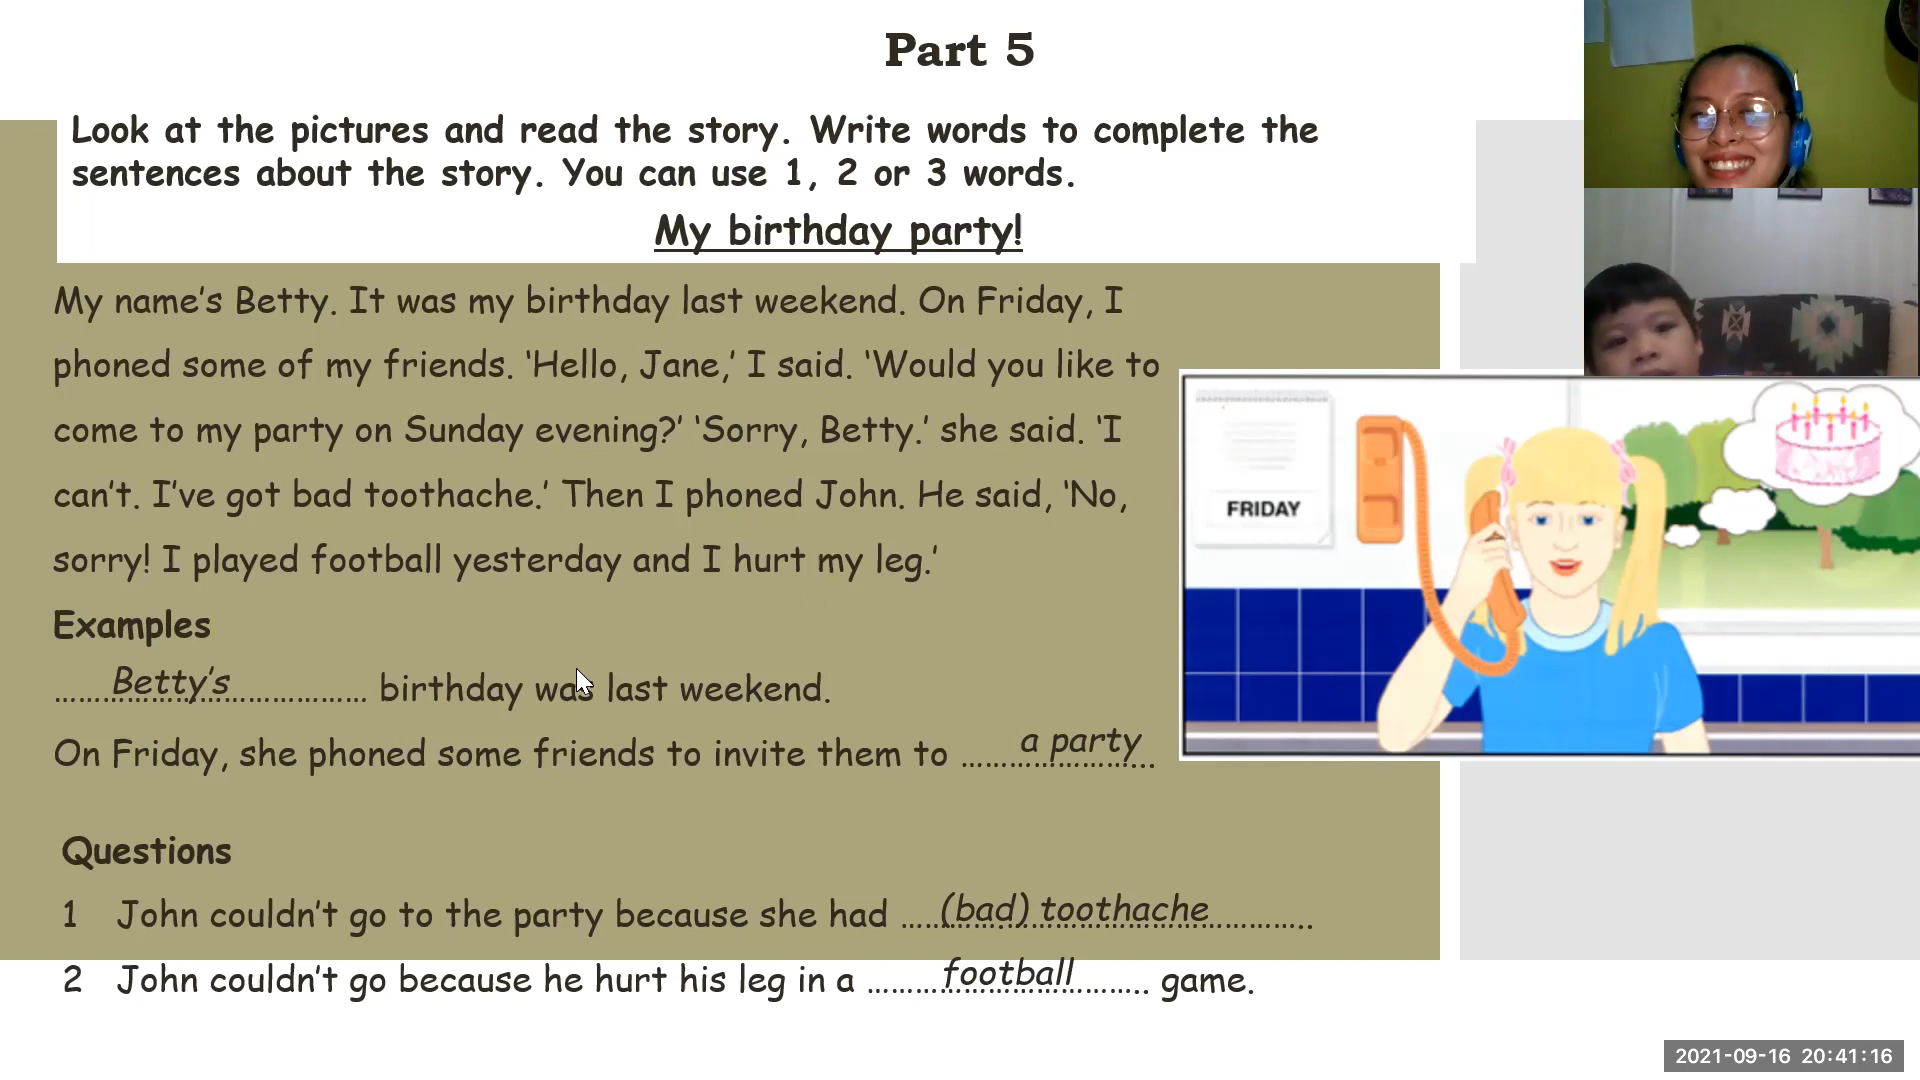 Part 5
Look at the pictures and read the story. Write words to complete the
sentences about the story. You can use 1, 2 or 3 words.
My birthday party!
My name's Betty. It was my birthday last weekend. On Friday, I
phoned some of my friends. 'Hello, Jane,' I said. 'Would you like to
come to my party on Sunday evening?' 'Sorry, Betty.' she said. 'I
can't. I've got bad toothache.' Then I phoned John. He said, 'No,
sorry! I played football yesterday and I hurt my leg.'
FRIDAY
Examples
......Betty's.............. birthday was last weekend.
On Friday, she phoned some friends to invite them to ......a party...
Questions
1 John couldn't go to the party because she had ......(bad) toothache..........
2 John couldn't go because he hurt his leg in a .......football....... game.
2021-09-16 20:41:16